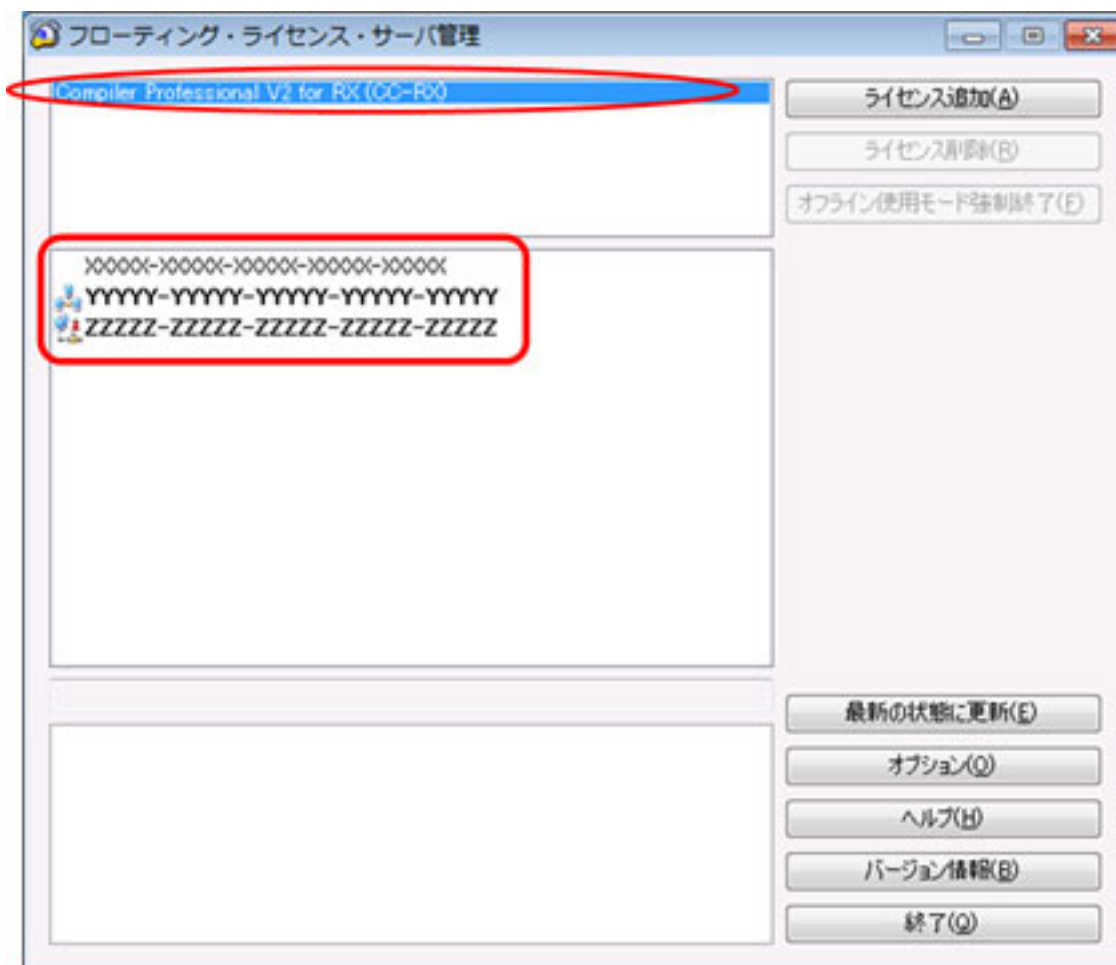 フローティング・ライセンス・サーバ管理
Compiler Professional V2 for RX (CC-RX)
XXXXX-XXXXX-XXXXX-XXXXX-XXXXX
YYYYY-YYYYY-YYYYY-YYYYY-YYYYY
ZZZZZ-ZZZZZ-ZZZZZ-ZZZZZ-ZZZZZ
ライセンス追加(A)
ライセンス削除(R)
オフライン使用モード強制終了(F)
最新の状態に更新(E)
オプション(O)
ヘルプ(H)
バージョン情報(B)
終了(Q)